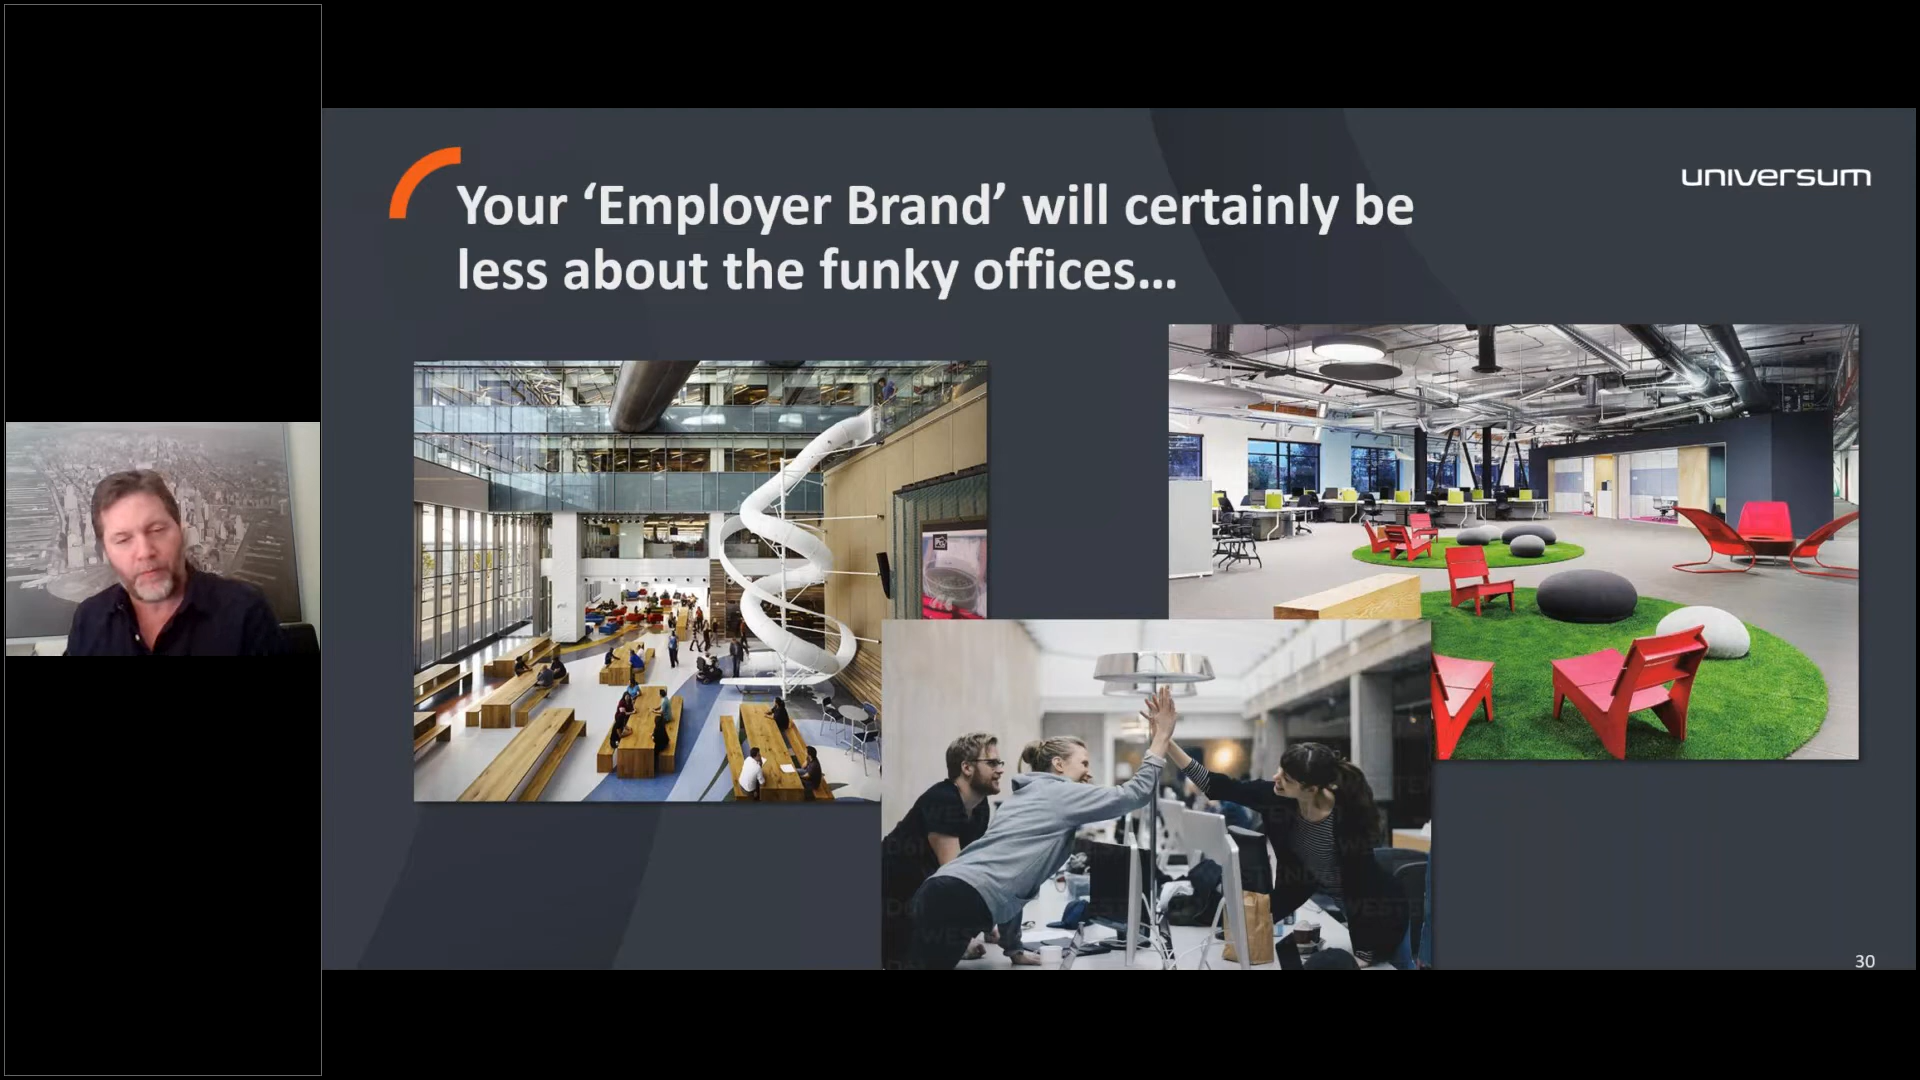 Your ‘Employer Brand’ will certainly be
less about the funky offices...
universum
30